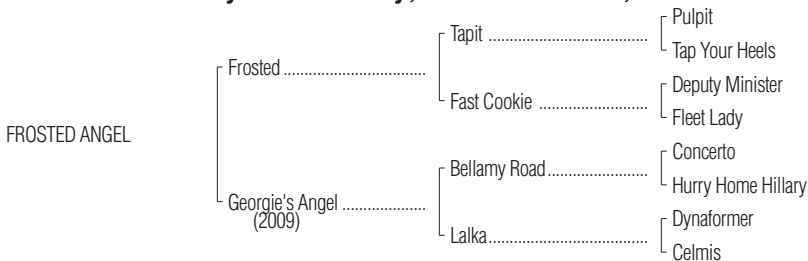 Pulpit
Tapit ....................................
Tap Your Heels
Frosted ................................
Deputy Minister
Fast Cookie ........................
Fleet Lady
FROSTED ANGEL
Concerto
Bellamy Road.......................
Hurry Home Hillary
Georgie's Angel ...................
(2009)
Dynaformer
Lalka....................................
Celmis